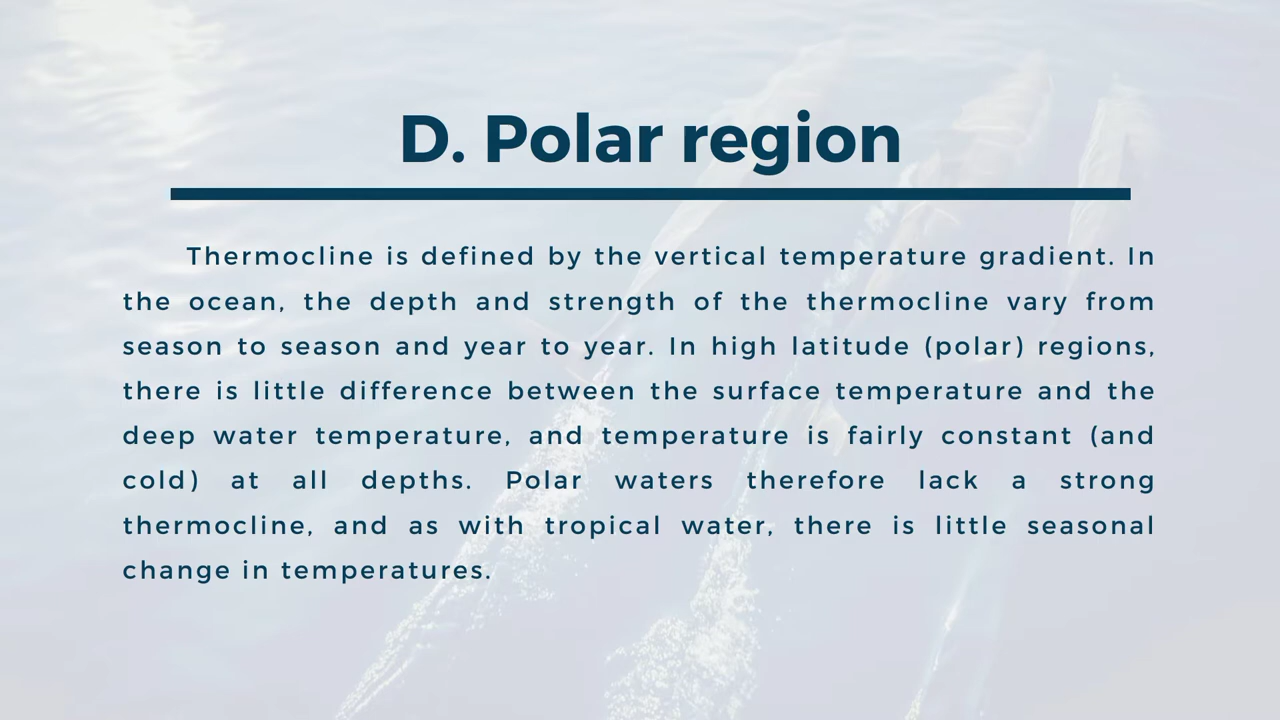 D. Polar region
Thermocline is defined by the vertical temperature gradient. In
the ocean, the depth and strength of the thermocline vary from
season to season and year to year. In high latitude (polar) regions,
there is little difference between the surface temperature and the
deep water temperature, and temperature is fairly constant (and
cold) at all depths. Polar waters therefore lack a strong
thermocline, and as with tropical water, there is little seasonal
change in temperatures.